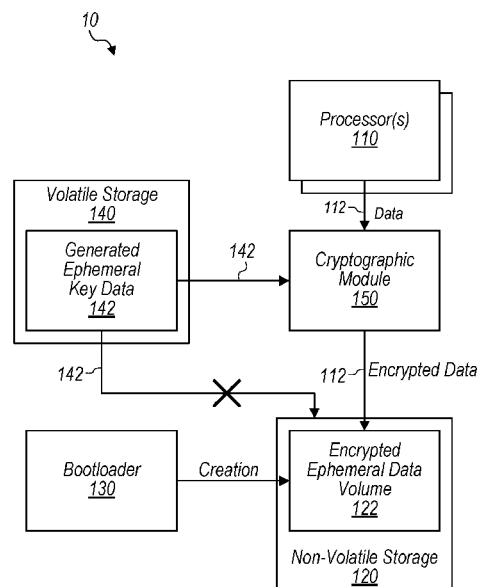 10
Processor(s)
110
112
Data
Volatile Storage
140
Generated
Ephemeral
Key Data
142
142
Cryptographic
Module
150
142
112
Encrypted Data
Bootloader
130
Creation
Encrypted
Ephemeral Data
Volume
122
Non-Volatile Storage
120